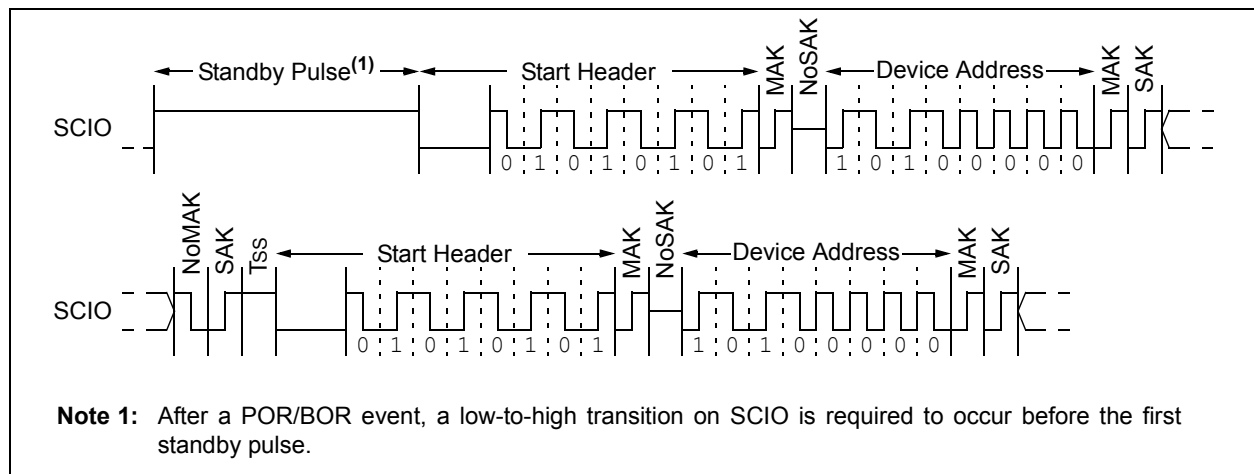 Standby Pulse(1) Start Header MAK NoSAK Device Address MAK SAK
SCIO
0 1 0 1 0 1 0 1 1 0 1 0 0 0 0 0
NoMAK SAK TSS Start Header MAK NoSAK Device Address MAK SAK
SCIO
0 1 0 1 0 1 0 1 1 0 1 0 0 0 0 0
Note 1: After a POR/BOR event, a low-to-high transition on SCIO is required to occur before the first
standby pulse.